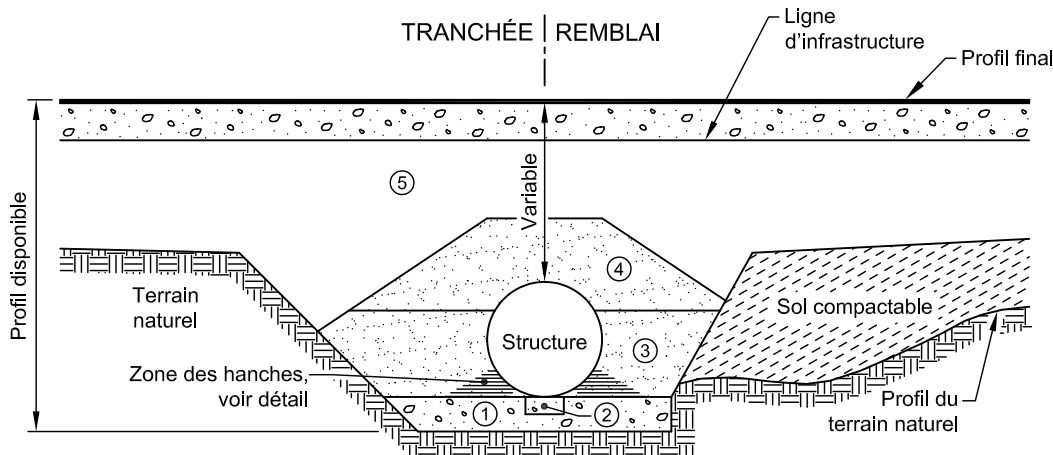 TRANCHÉE | REMBLAI
Ligne
d'infrastructure
Profil final
Profil disponible
Variable
5
4
Terrain
naturel
Sol compactable
Structure
3
Zone des hanches,
voir détail
1
2
Profil du
terrain naturel